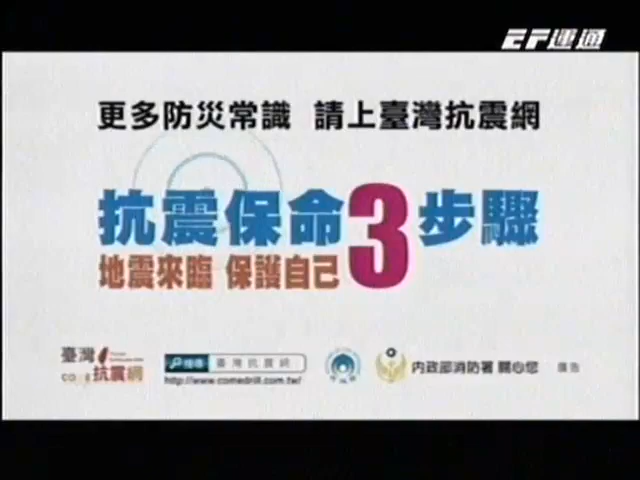 EF運通
更多防災常識 請上臺灣抗震網
抗震保命3步驟
地震來臨 保護自己
臺灣抗震網
搜尋 臺灣抗震網
http://www.comedrill.com.tw/
內政部消防署 關心您 廣告